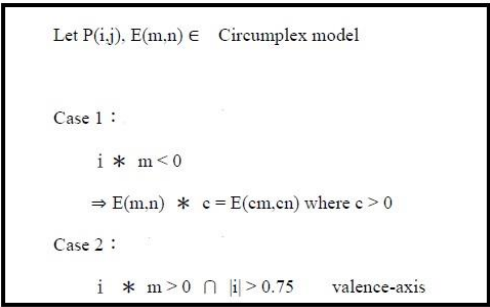 Let P(i,j), E(m,n) ∈ Circumplex model
Case 1：
i ＊ m < 0
⇒ E(m,n) ＊ c = E(cm,cn) where c > 0
Case 2：
i ＊ m > 0 ∩ |i| > 0.75 valence-axis